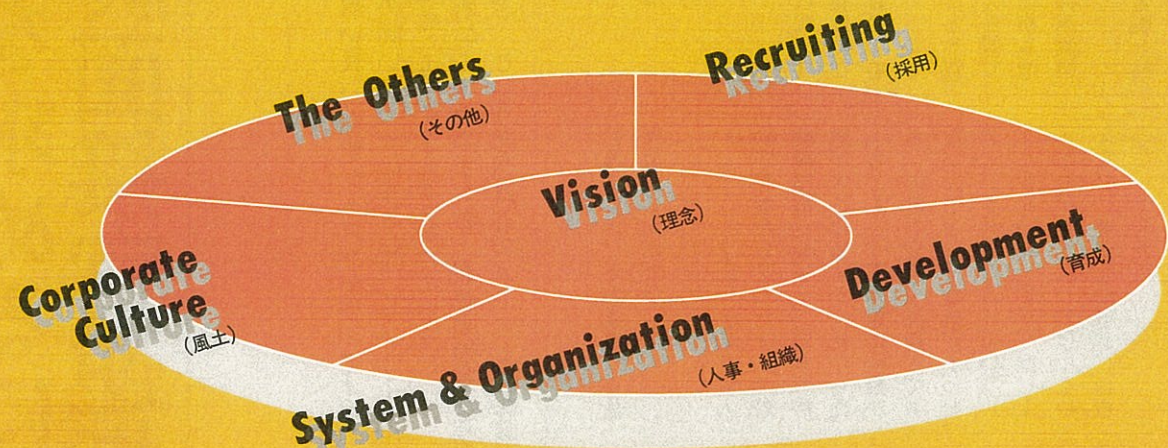 The Others
(その他)
Recruiting
(採用)
Vision
(理念)
Development
(育成)
Corporate
Culture
(風土)
System & Organization
(人事・組織)